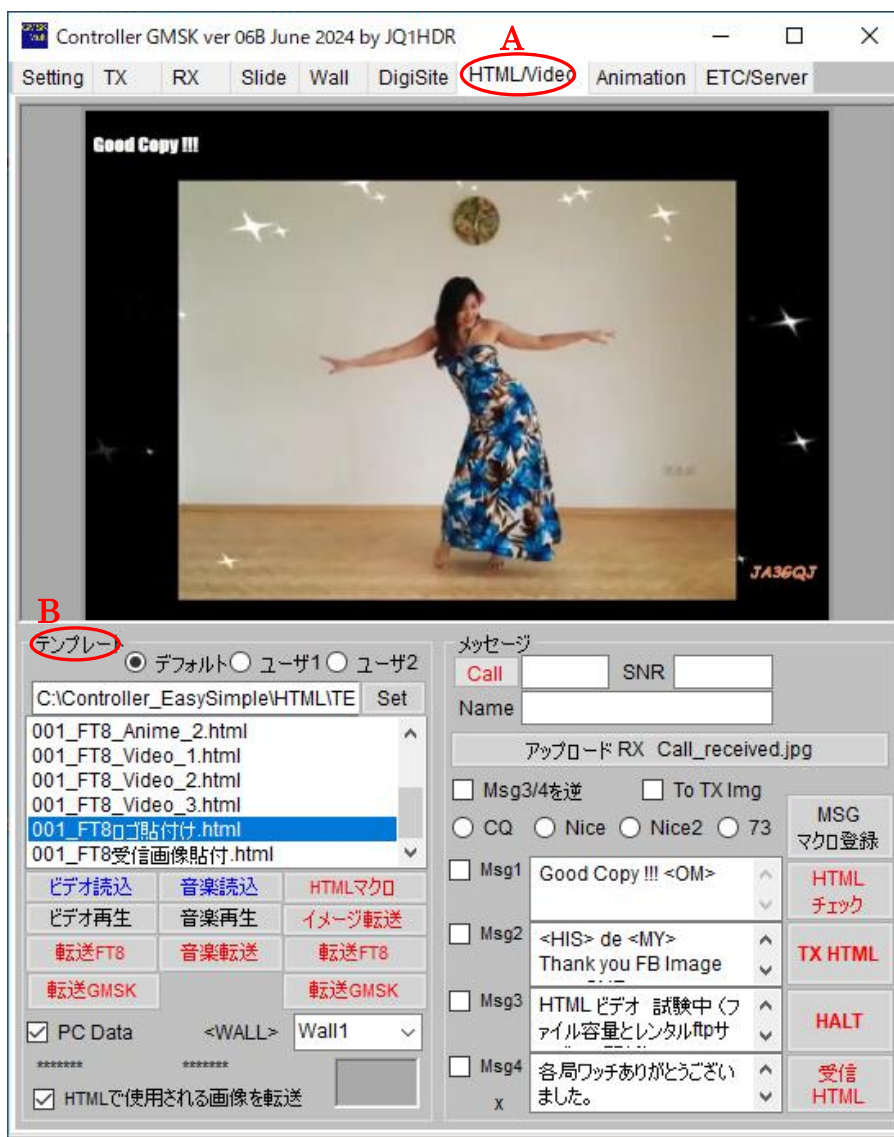 Controller GMSK ver 06B June 2024 by JQ1HDR
A
Setting TX RX Slide Wall DigiSite HTML/Video Animation ETC/Server
Good Copy !!!
JA3GQJ
B
テンプレート
デフォルト ユーザ1 ユーザ2
C:\Controller_EasySimple\HTML\TE Set
001_FT8_Anime_2.html
001_FT8_Video_1.html
001_FT8_Video_2.html
001_FT8_Video_3.html
001_FT8ロゴ貼付け.html
001_FT8受信画像貼付.html
ビデオ読込 音楽読込 HTMLマクロ
ビデオ再生 音楽再生 イメージ転送
転送FT8 音楽転送 転送FT8
転送GMSK 転送GMSK
PC Data <WALL> Wall1
******* *******
HTMLで使用される画像を転送
メッセージ
Call SNR
Name
アップロード RX Call_received.jpg
Msg3/4を逆 To TX Img
CQ Nice Nice2 73
MSG
マクロ登録
Msg1 Good Copy !!! <OM>
HTML
チェック
Msg2 <HIS> de <MY>
Thank you FB Image
TX HTML
Msg3 HTML ビデオ 試験中 (フ
ァイル容量とレンタルftpサ
HALT
Msg4 各局ワッチありがとうござい
ました。
x
受信
HTML